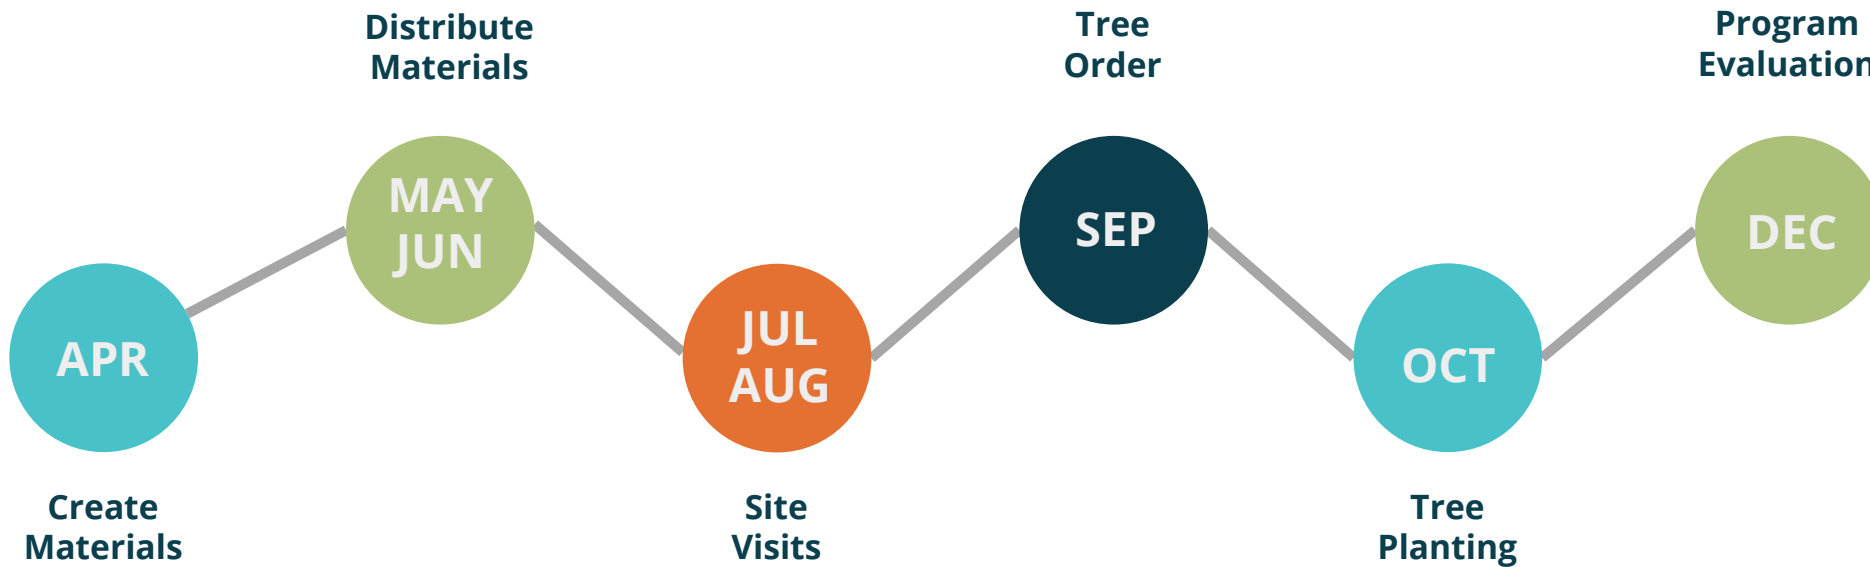 Distribute
Materials
Tree
Order
Program
Evaluation
MAY
JUN
SEP
DEC
APR
JUL
AUG
OCT
Create
Materials
Site
Visits
Tree
Planting